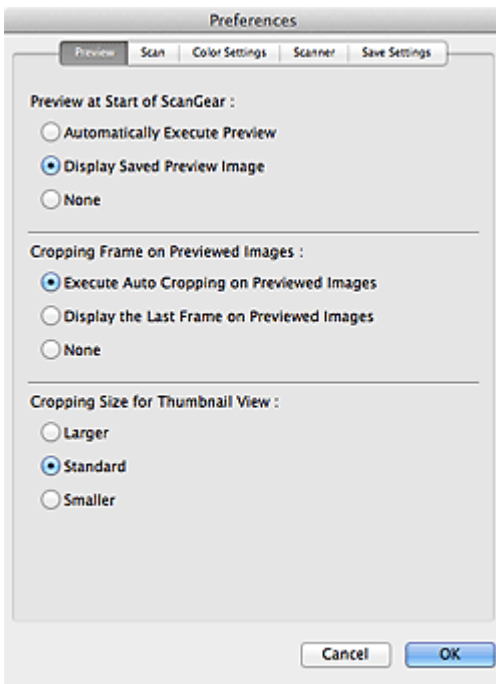 Preferences
Preview Scan Color Settings Scanner Save Settings
Preview at Start of ScanGear :
Automatically Execute Preview
Display Saved Preview Image
None
Cropping Frame on Previewed Images :
Execute Auto Cropping on Previewed Images
Display the Last Frame on Previewed Images
None
Cropping Size for Thumbnail View :
Larger
Standard
Smaller
Cancel OK